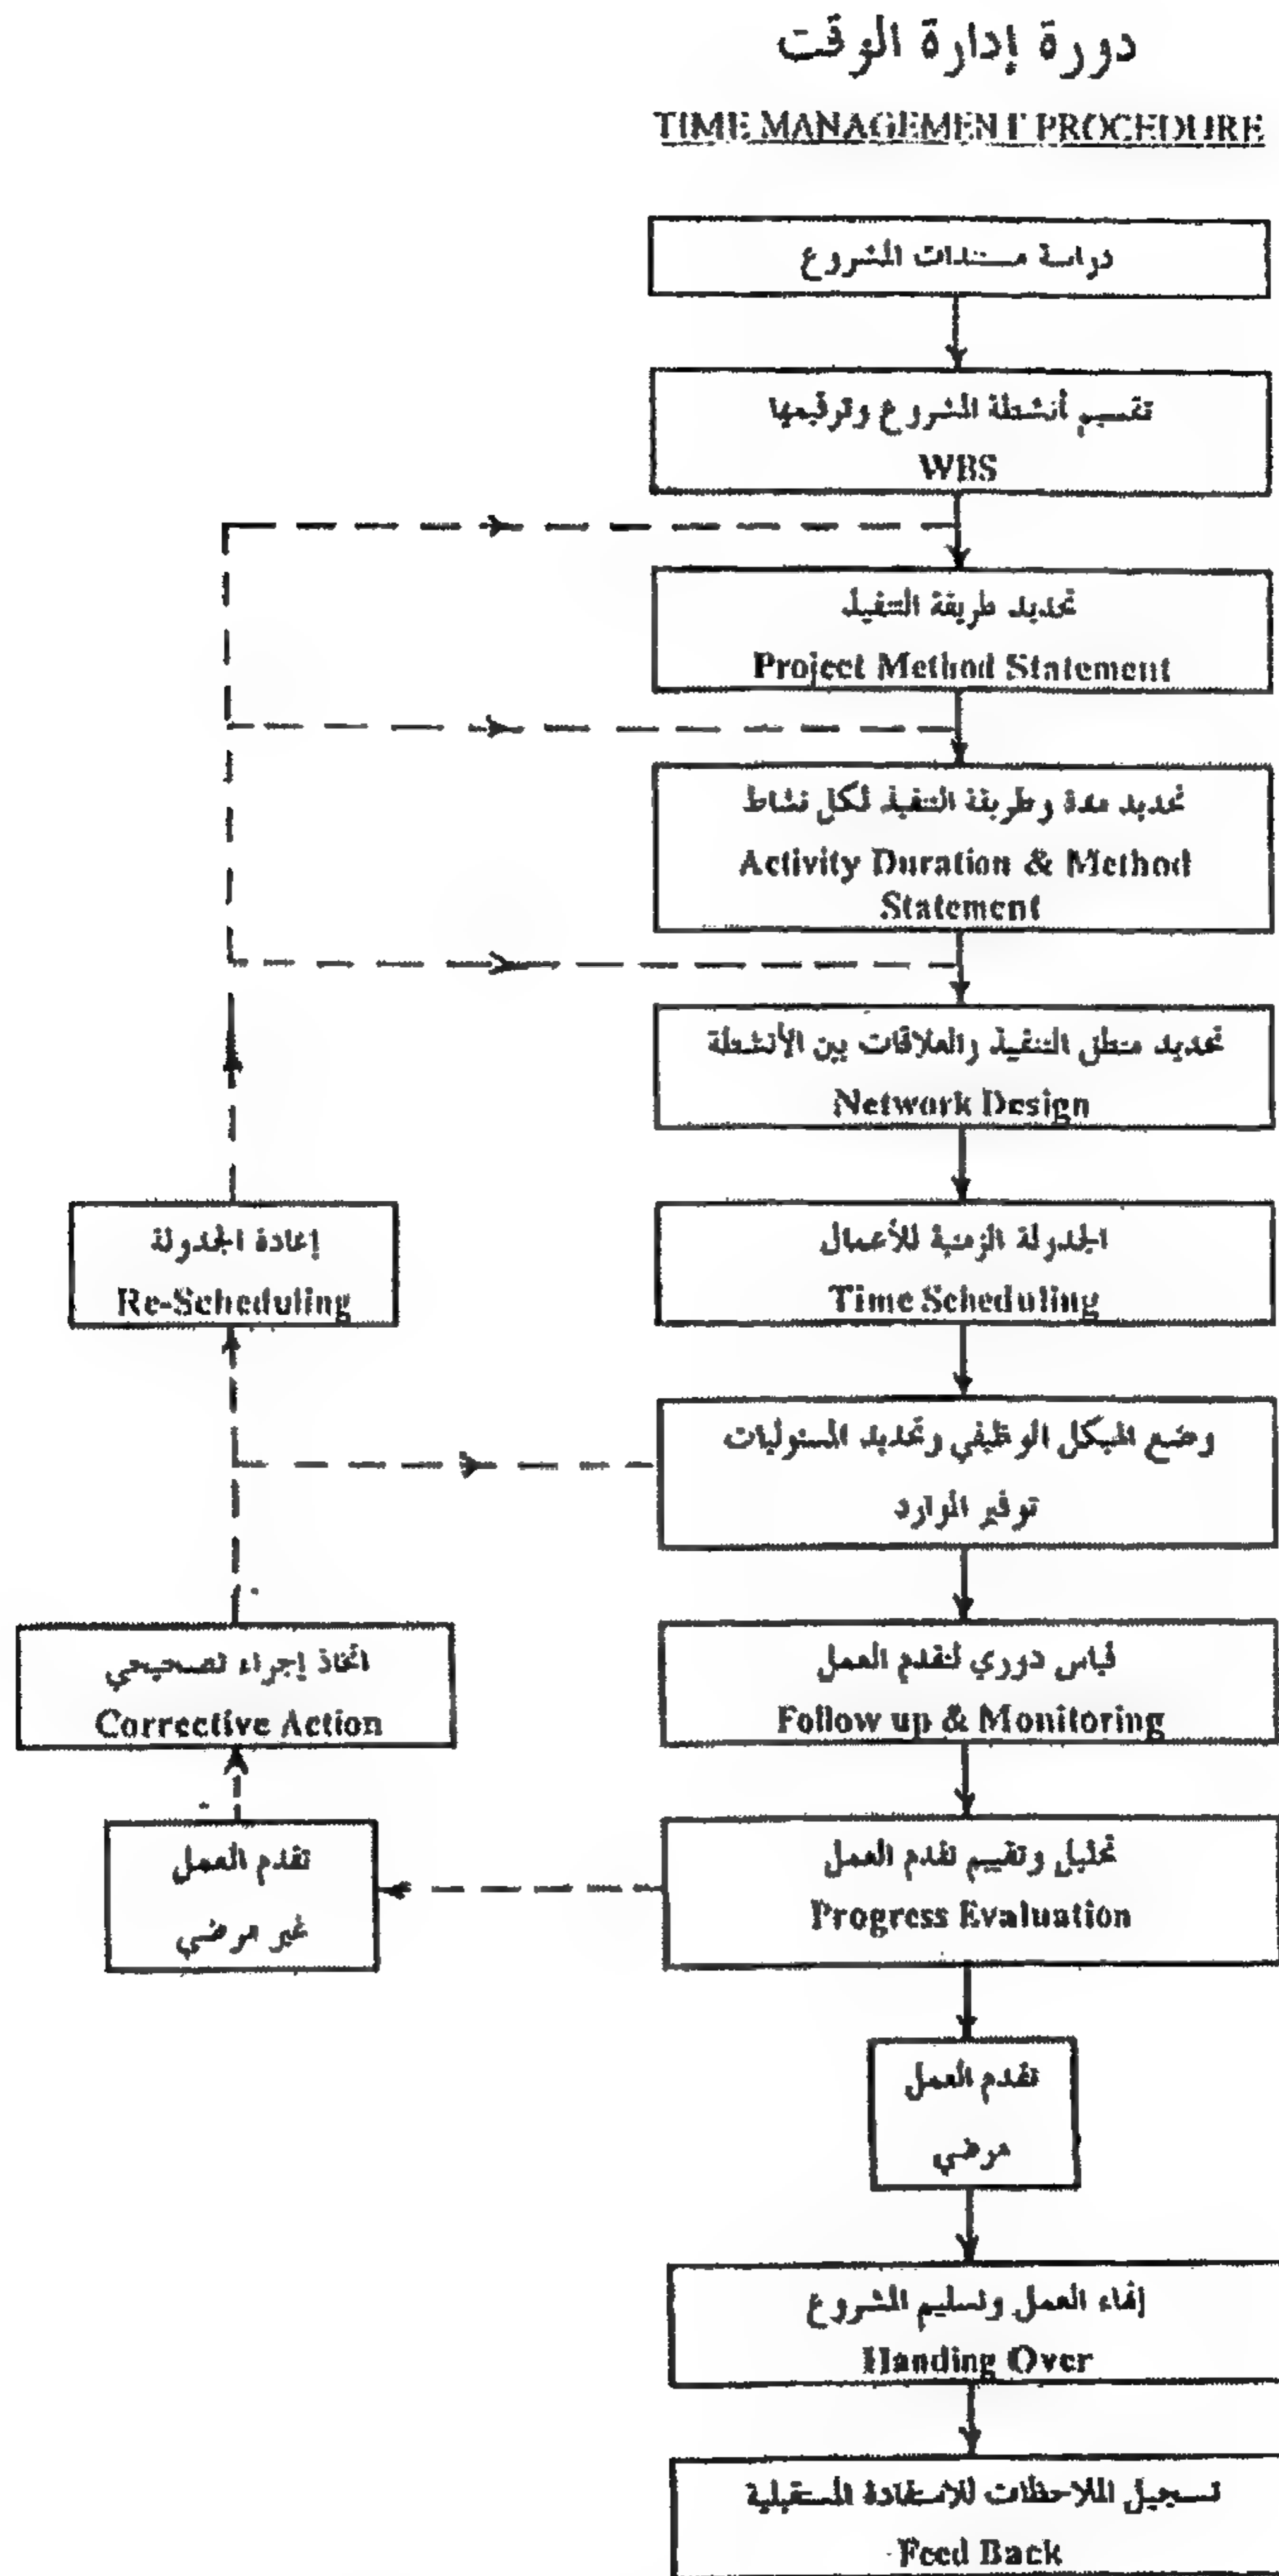 دورة إدارة الوقت
TIME MANAGEMENT PROCEDURE
دراسة مستندات المشروع
تقسيم أنشطة المشروع وترقيمها
WBS
تحديد طريقة التنفيذ
Project Method Statement
تحديد مدة وطريقة التنفيذ لكل نشاط
Activity Duration & Method
Statement
تحديد منطق التنفيذ والعلاقات بين الأنشطة
Network Design
إعادة الجدولة
Re-Scheduling
الجدولة الزمنية للأعمال
Time Scheduling
وضع الهيكل الوظيفي وتحديد المسئوليات
توفير الموارد
اتخاذ إجراء تصحيحي
Corrective Action
قياس دوري لتقدم العمل
Follow up & Monitoring
تقدم العمل
غير مرضي
تحليل وتقييم تقدم العمل
Progress Evaluation
تقدم العمل
مرضي
إنهاء العمل وتسليم المشروع
Handing Over
تسجيل الملاحظات للاستفادة المستقبلية
Feed Back